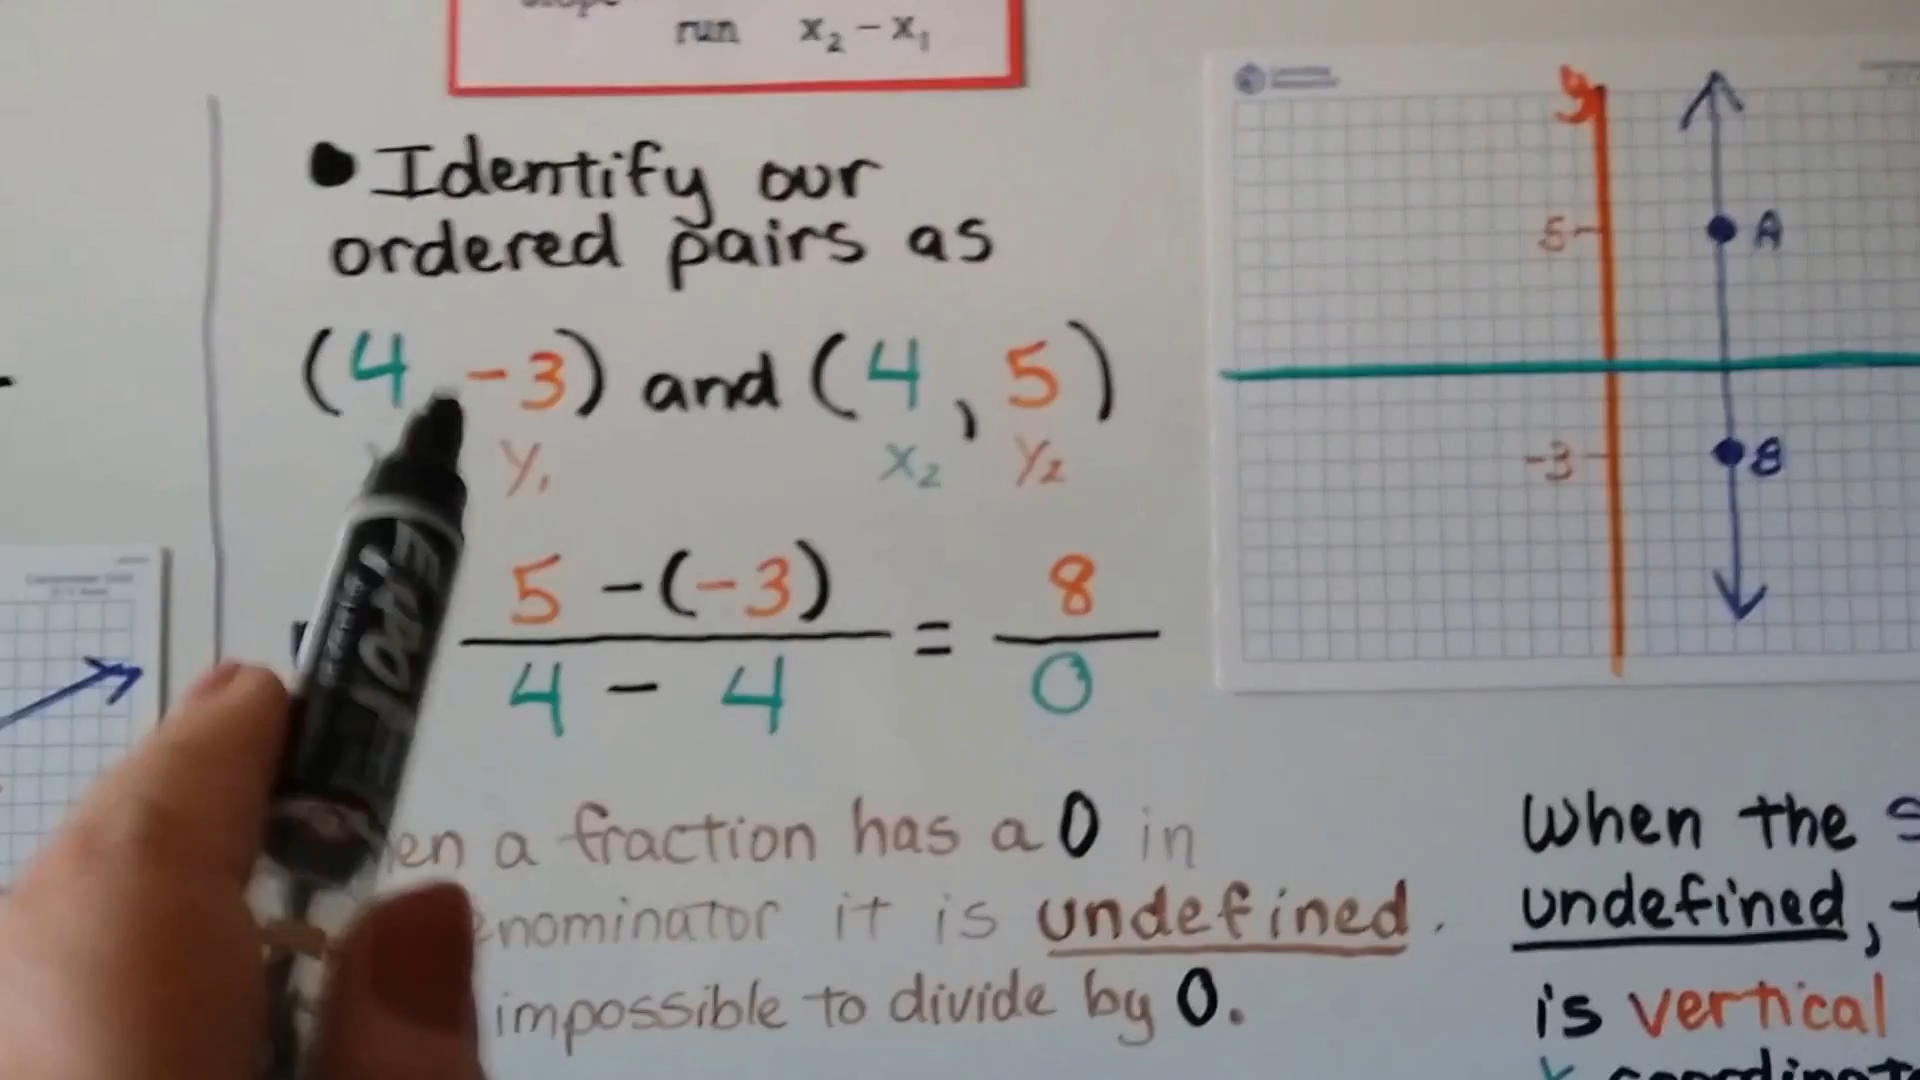 slope
run x₂ - x₁
• Identify our
ordered pairs as
(4, -3) and (4, 5)
y₁ x₂ y₂
5 - (-3) = 8
4 - 4 0
a fraction has a 0 in
it is undefined.
impossible to divide by 0.
y
5
A
-3
B
EXPO
When the
undefined,
is vertical